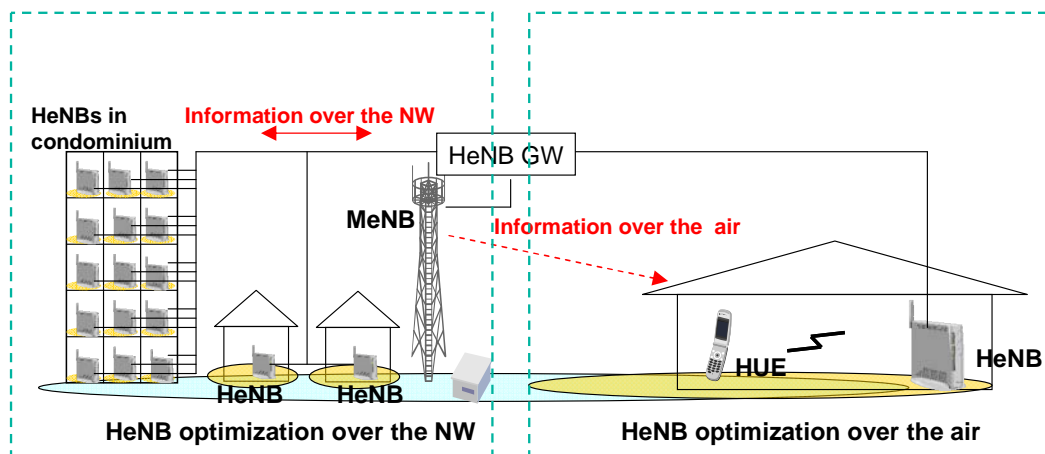 HeNBs in
condominium
Information over the NW
HeNB GW
MeNB
Information over the air
HUE
HeNB
HeNB
HeNB
HeNB optimization over the NW
HeNB optimization over the air